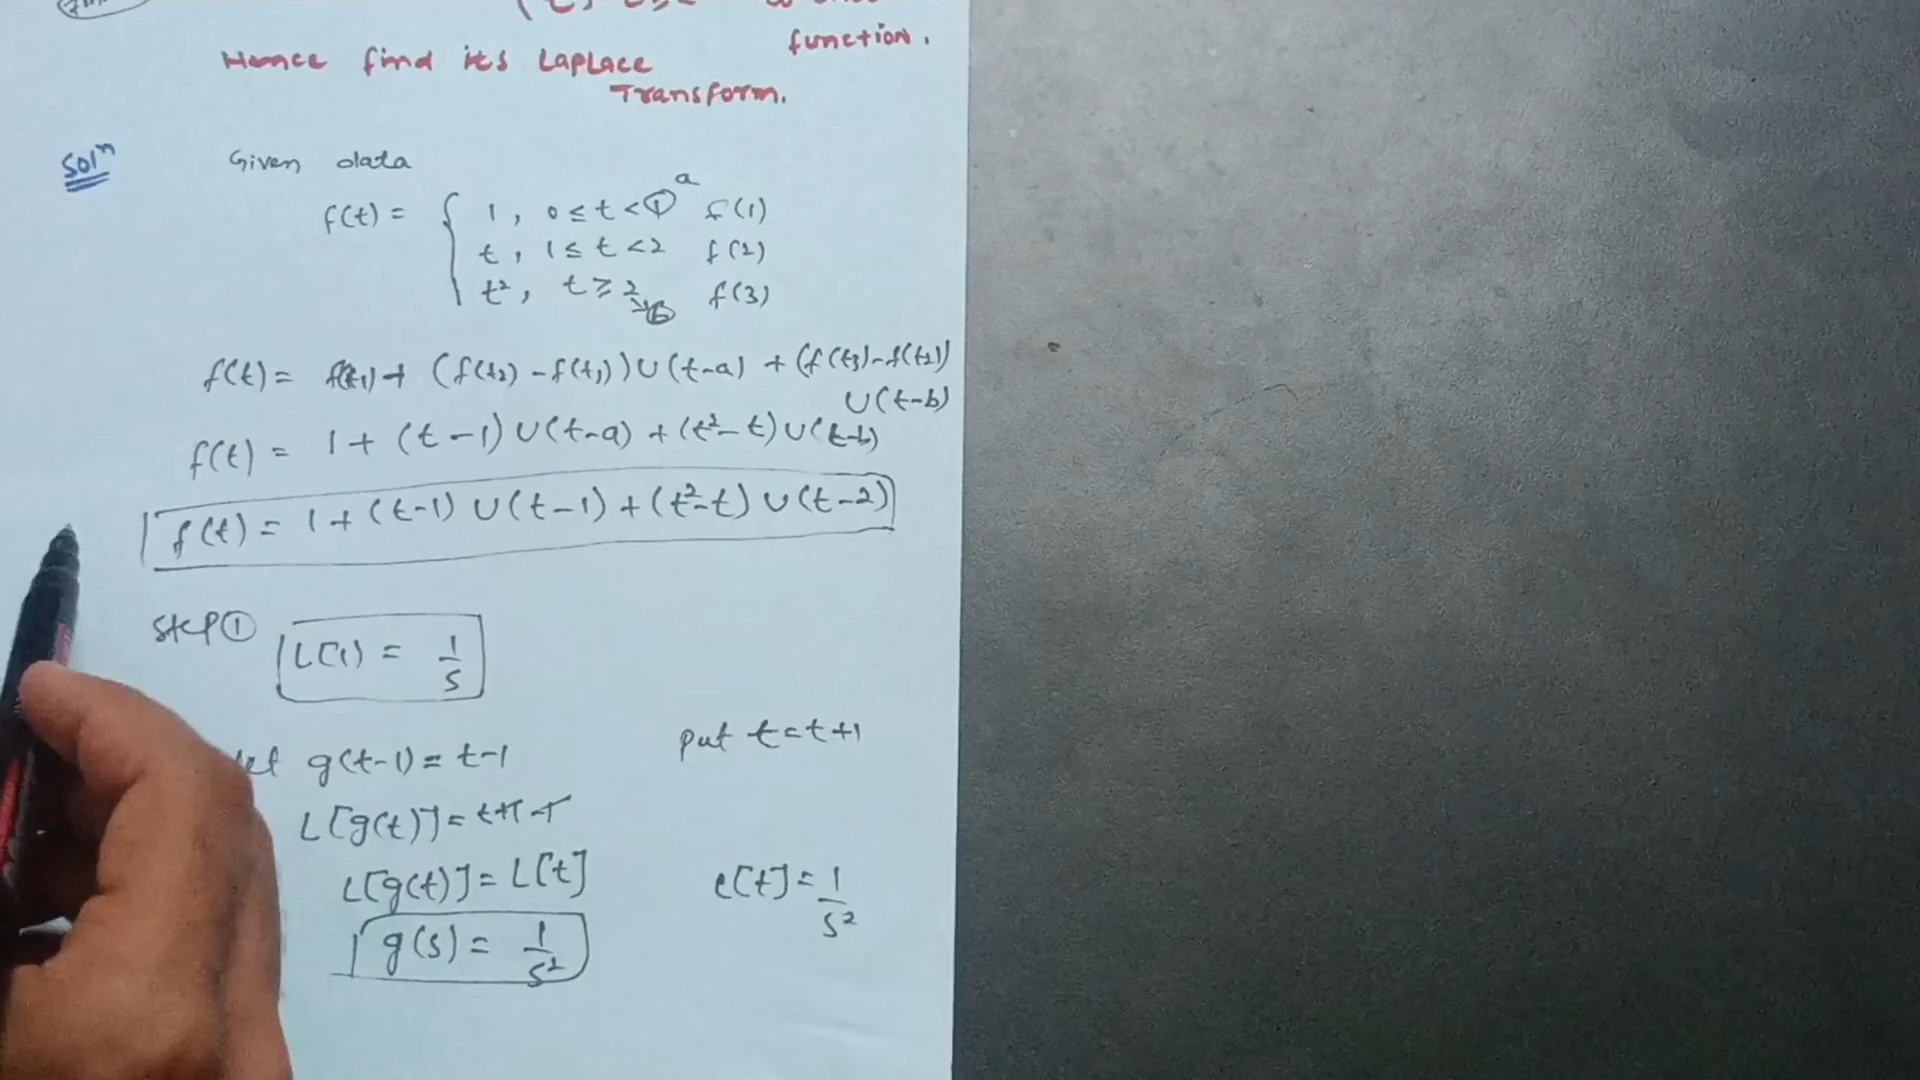 function.
Hence find its Laplace
Transform.
Solⁿ
Given data
f(t) = { 1, 0 ≤ t < 1 a f(1)
t, 1 ≤ t < 2 f(2)
t², t ≥ 2 b f(3)
f(t) = f(t₁) + (f(t₂) - f(t₁)) U(t-a) + (f(t₃) - f(t₂))
U(t-b)
f(t) = 1 + (t-1) U(t-a) + (t²-t) U(t-b)
f(t) = 1 + (t-1) U(t-1) + (t²-t) U(t-2)
Step ①
L(1) = 1/s
let g(t-1) = t-1 put t=t+1
L[g(t)] = t+1-1
L[g(t)] = L[t] L[t] = 1/s²
g(s) = 1/s²